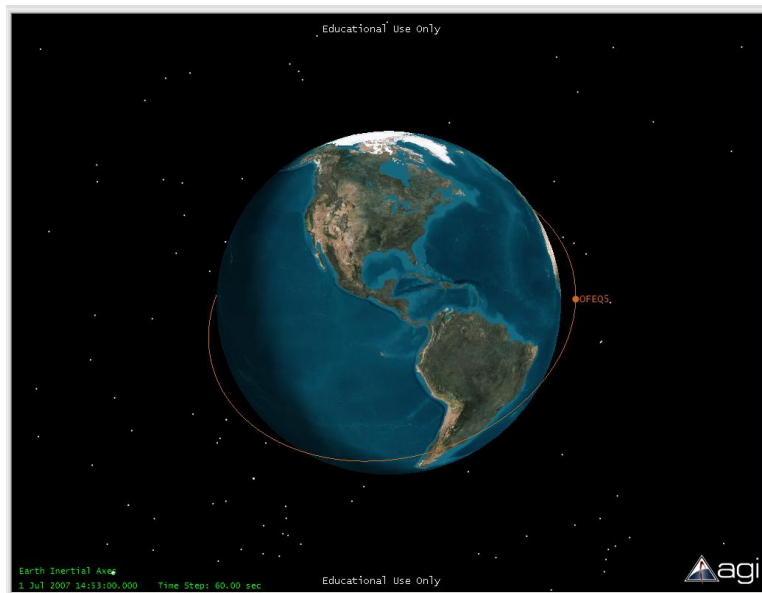 Educational Use Only
OFEQ5
Earth Inertial Axes
1 Jul 2007 14:53:00.000 Time Step: 60.00 sec
Educational Use Only
agi